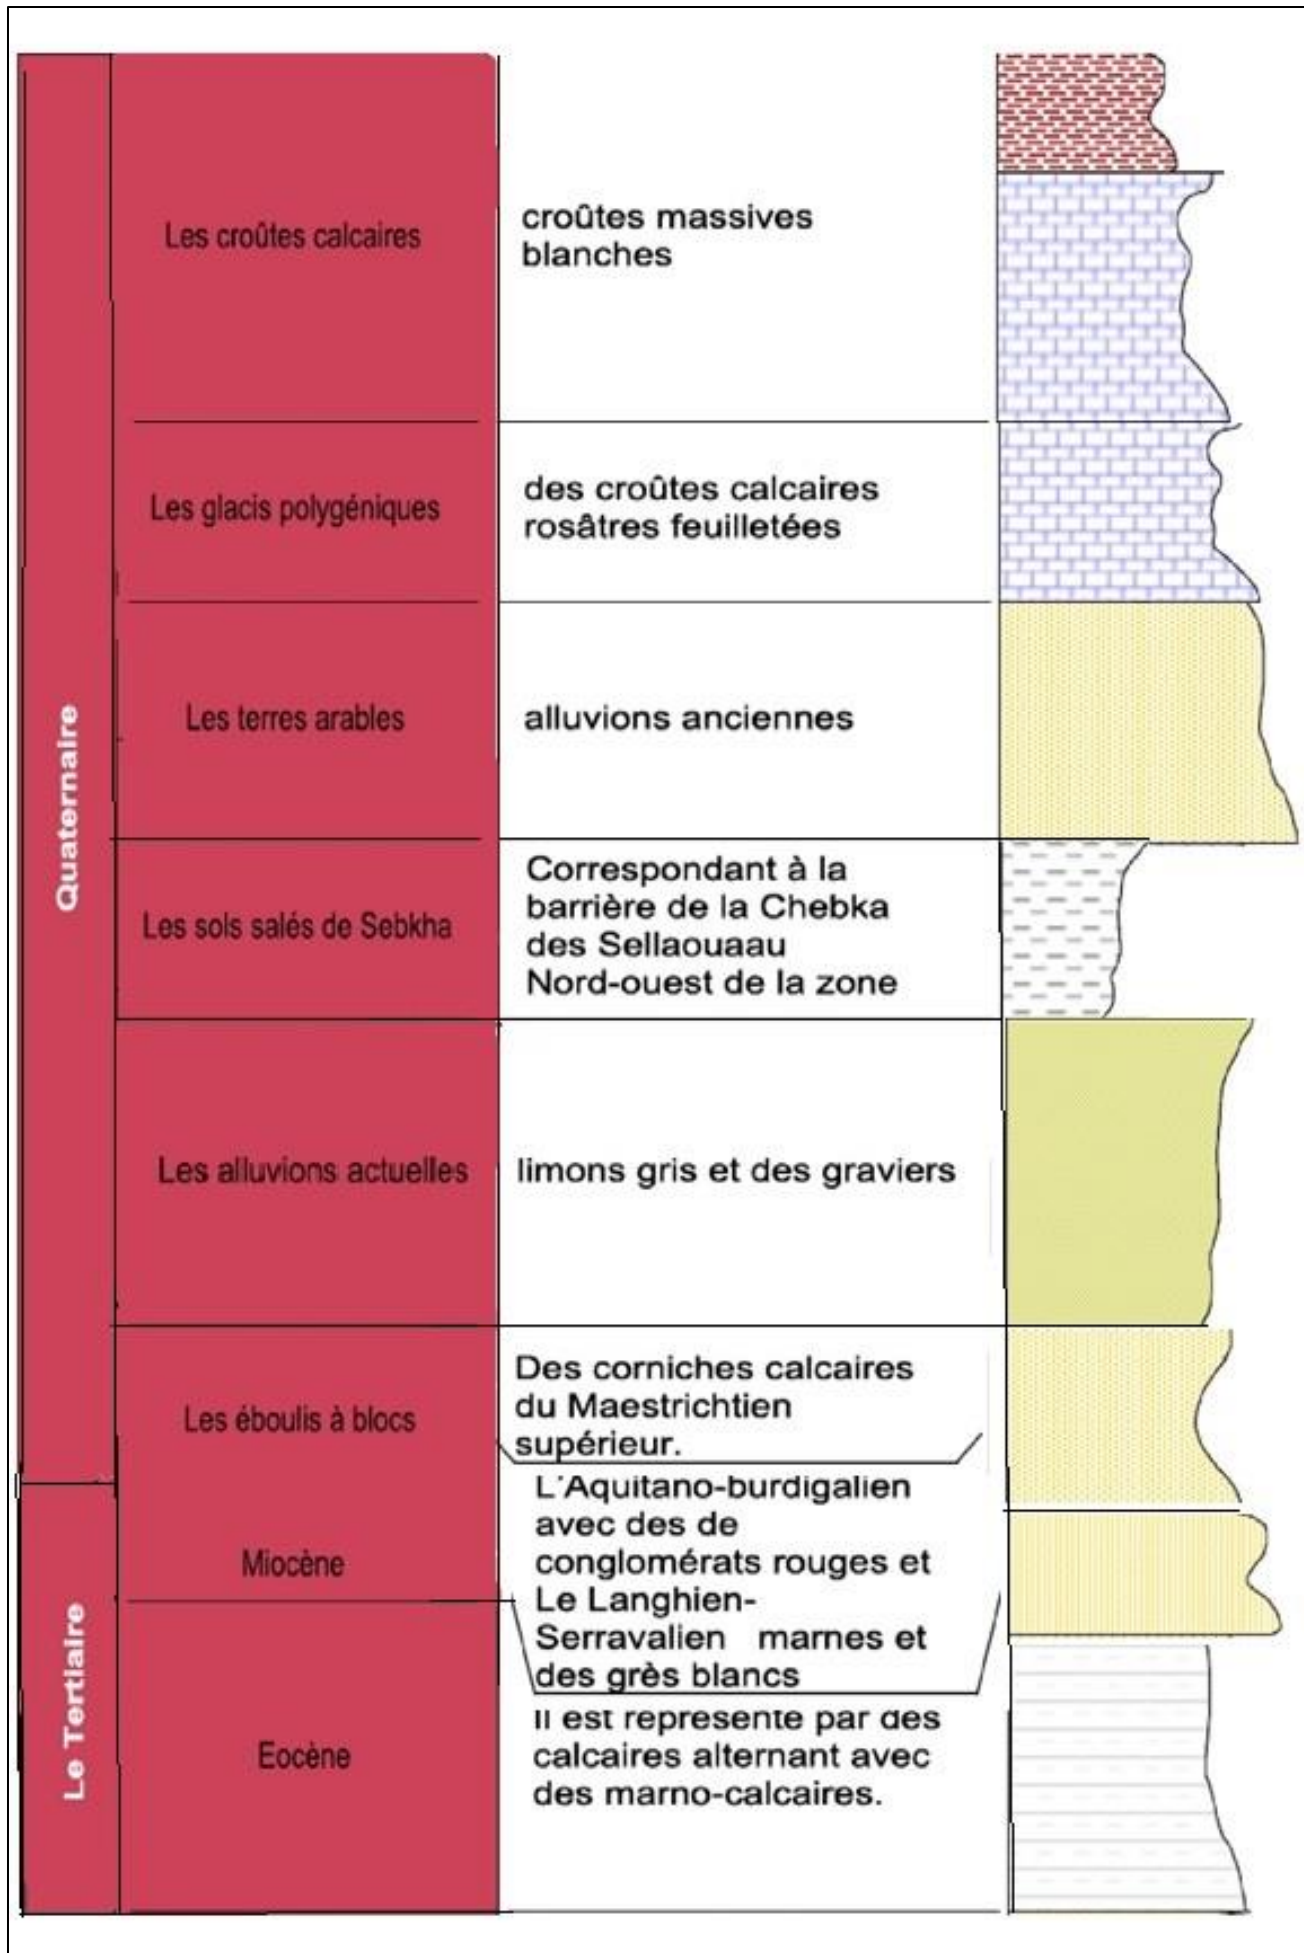 Quaternaire
Les croûtes calcaires
croûtes massives
blanches
Les glacis polygéniques
des croûtes calcaires
rosâtres feuilletées
Les terres arables
alluvions anciennes
Les sols salés de Sebkha
Correspondant à la
barrière de la Chebka
des Sellaouaau
Nord-ouest de la zone
Les alluvions actuelles
limons gris et des graviers
Les éboulis à blocs
Des corniches calcaires
du Maestrichtien
supérieur.
Le Tertiaire
Miocène
L'Aquitano-burdigalien
avec des de
conglomérats rouges et
Le Langhien-
Serravalien marnes et
des grès blancs
Eocène
Il est represente par des
calcaires alternant avec
des marno-calcaires.